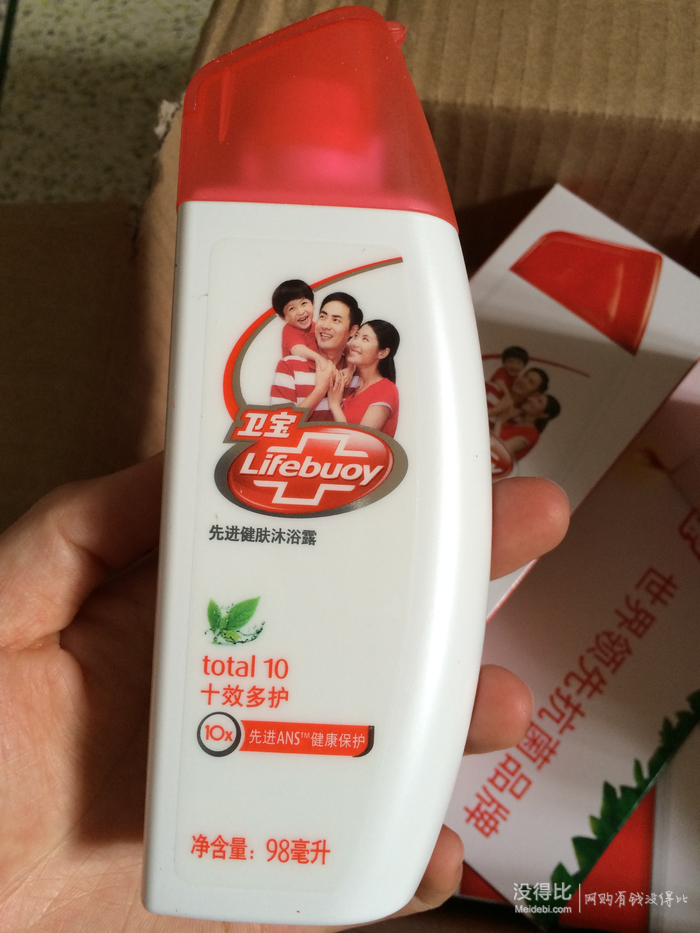 卫宝
Lifebuoy
先进健肤沐浴露
total 10
十效多护
10x 先进ANS™健康保护
净含量：98毫升
世界领先抗菌品牌
没得比
Meidebi.com
网购有钱没得比